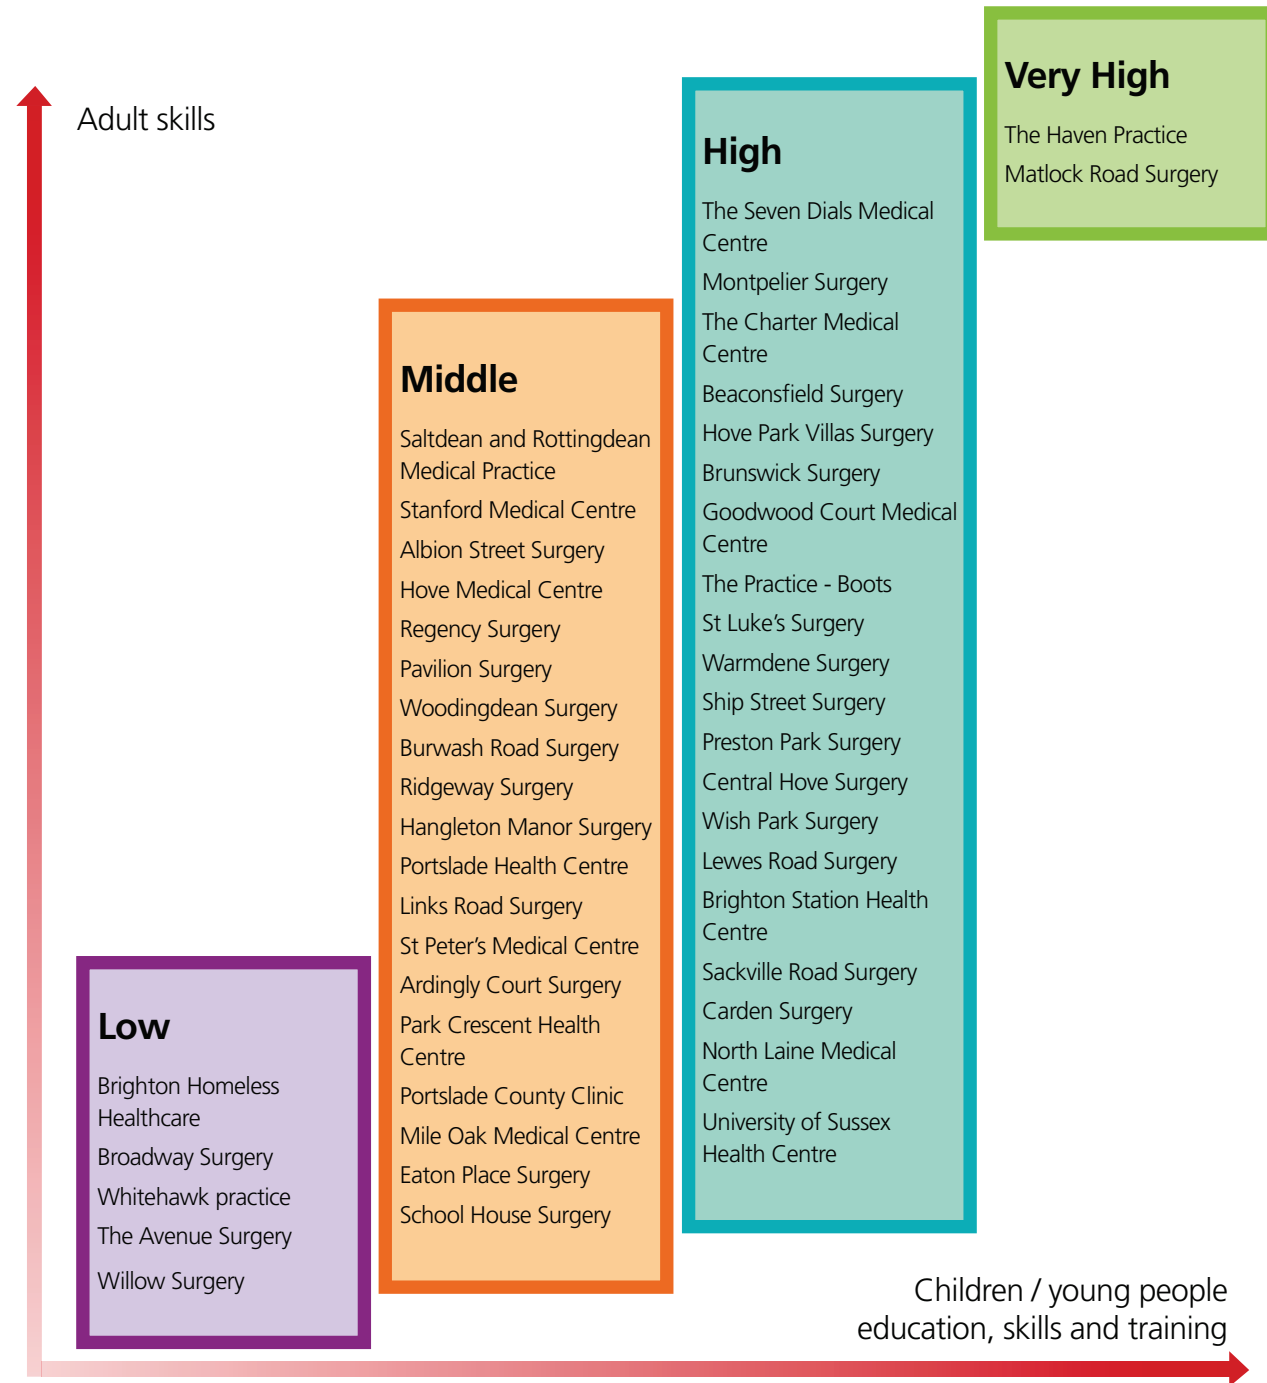 Adult skills
Very High
The Haven Practice
Matlock Road Surgery
High
The Seven Dials Medical
Centre
Montpelier Surgery
The Charter Medical
Centre
Beaconsfield Surgery
Hove Park Villas Surgery
Brunswick Surgery
Goodwood Court Medical
Centre
The Practice - Boots
St Luke’s Surgery
Warmdene Surgery
Ship Street Surgery
Preston Park Surgery
Central Hove Surgery
Wish Park Surgery
Lewes Road Surgery
Brighton Station Health
Centre
Sackville Road Surgery
Carden Surgery
North Laine Medical
Centre
University of Sussex
Health Centre
Middle
Saltdean and Rottingdean
Medical Practice
Stanford Medical Centre
Albion Street Surgery
Hove Medical Centre
Regency Surgery
Pavilion Surgery
Woodingdean Surgery
Burwash Road Surgery
Ridgeway Surgery
Hangleton Manor Surgery
Portslade Health Centre
Links Road Surgery
St Peter’s Medical Centre
Ardingly Court Surgery
Park Crescent Health
Centre
Portslade County Clinic
Mile Oak Medical Centre
Eaton Place Surgery
School House Surgery
Low
Brighton Homeless
Healthcare
Broadway Surgery
Whitehawk practice
The Avenue Surgery
Willow Surgery
Children / young people
education, skills and training